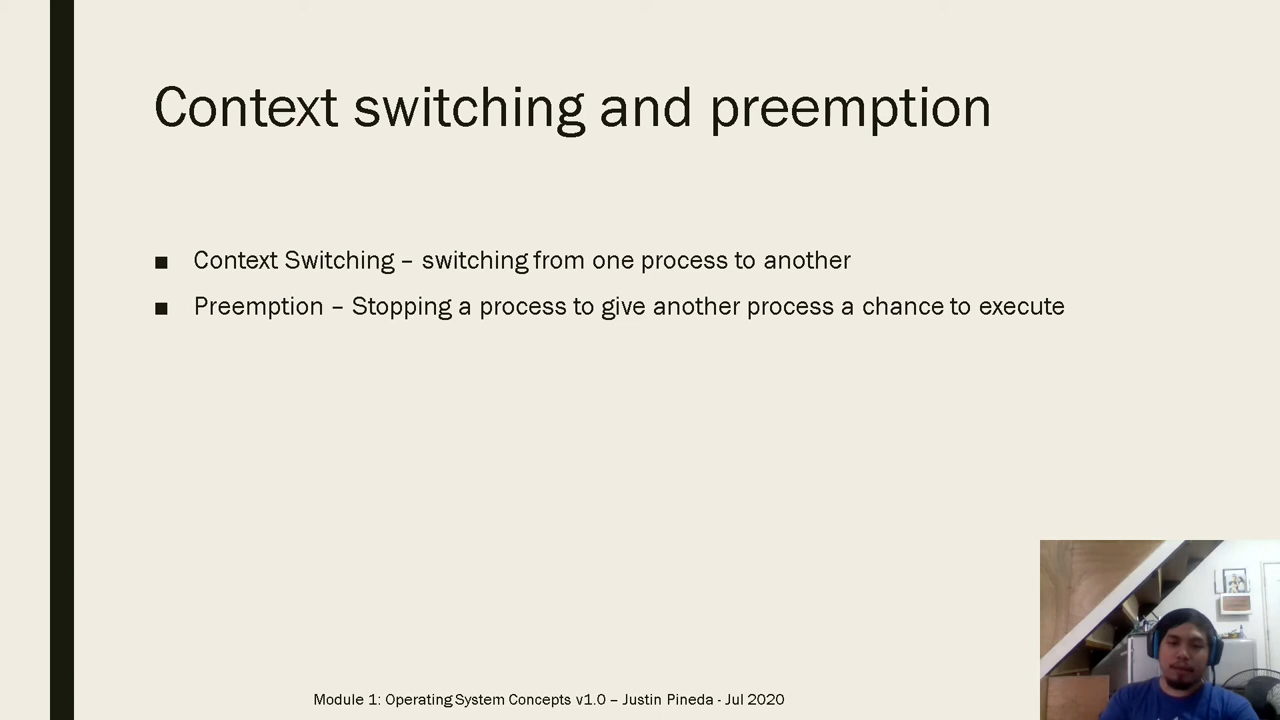 Context switching and preemption
■ Context Switching – switching from one process to another
■ Preemption – Stopping a process to give another process a chance to execute
Module 1: Operating System Concepts v1.0 – Justin Pineda - Jul 2020